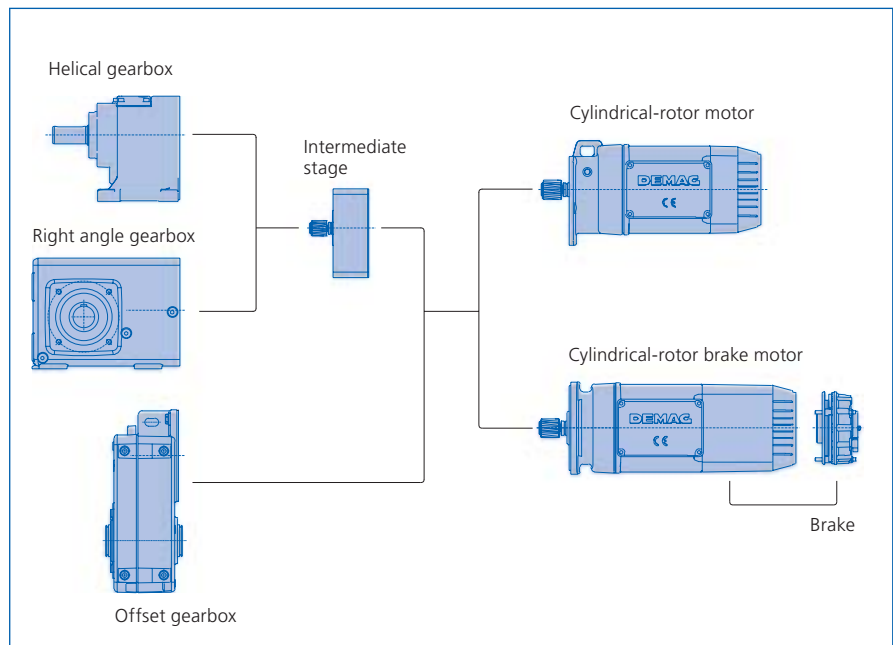 Helical gearbox
Cylindrical-rotor motor
Intermediate
stage
DEMAG
CE
Right angle gearbox
Cylindrical-rotor brake motor
DEMAG
CE
Brake
Offset gearbox